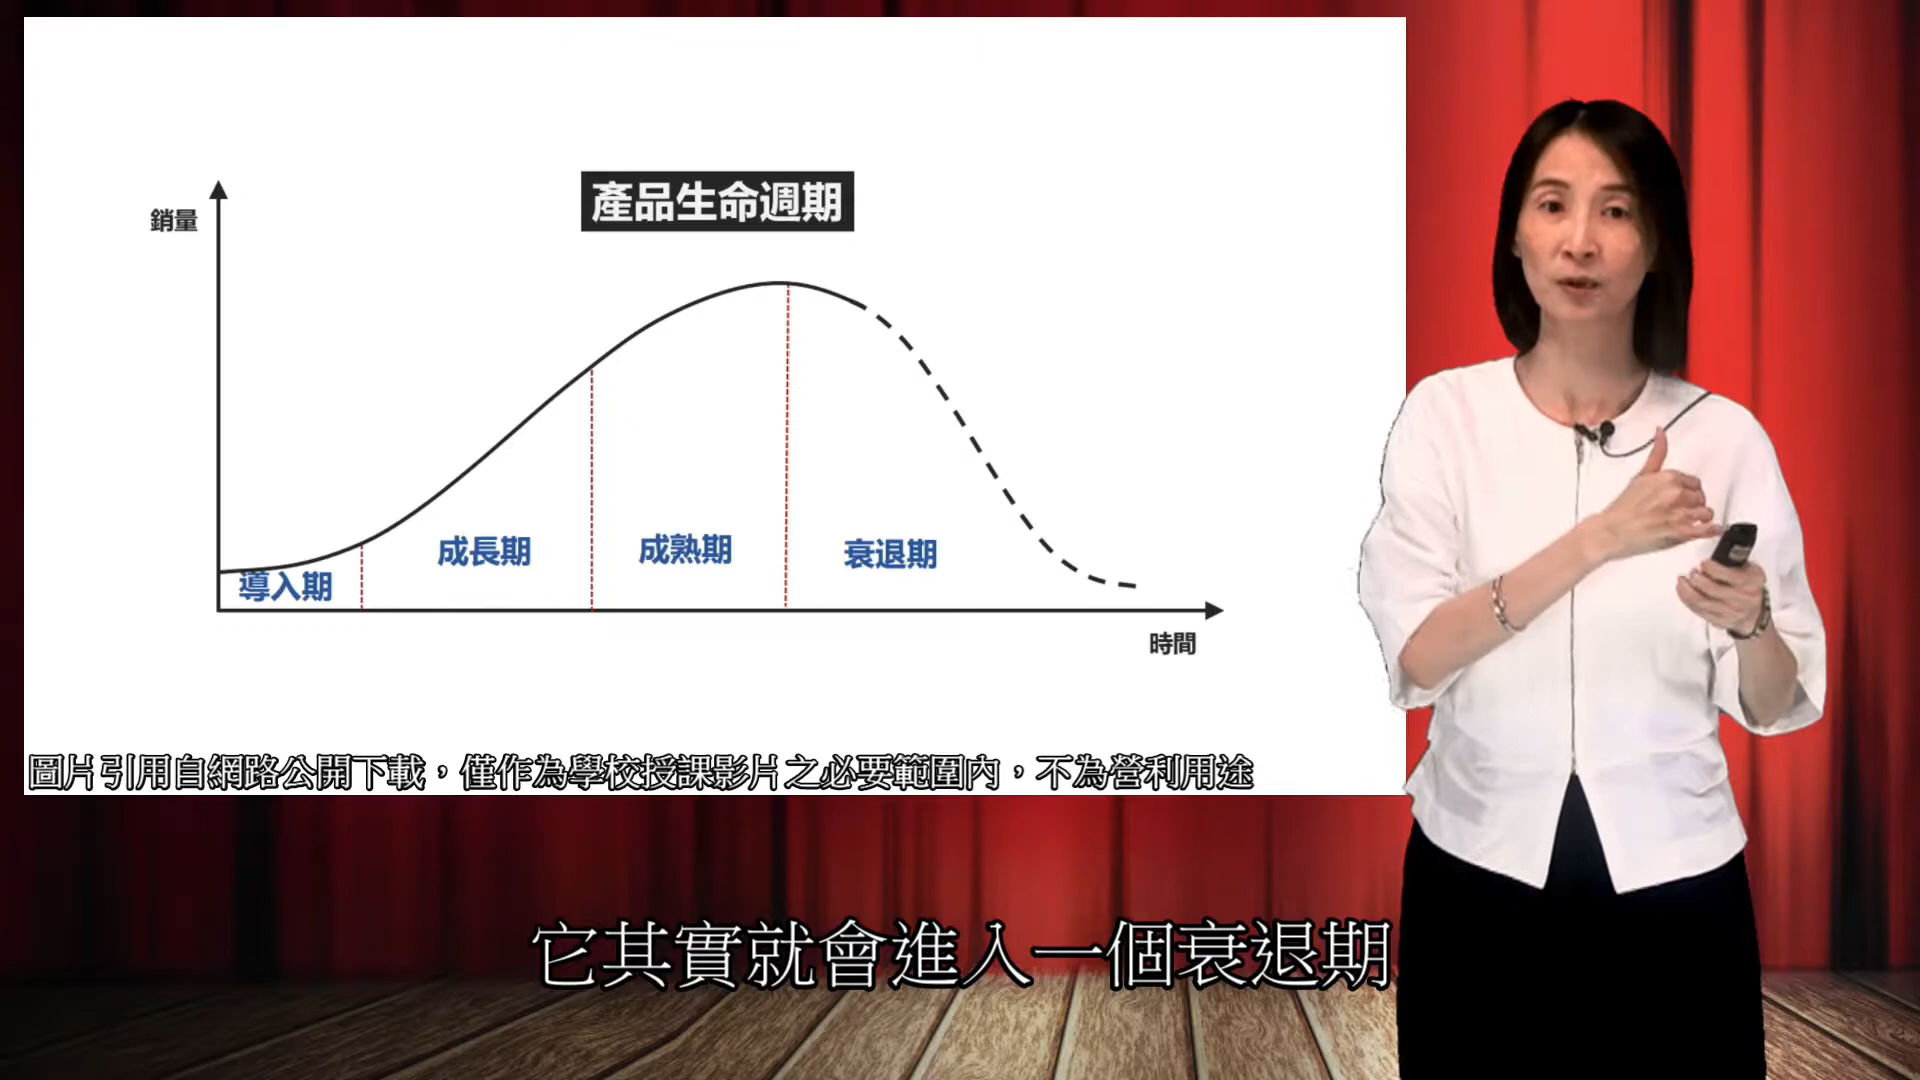 產品生命週期
銷量
導入期
成長期
成熟期
衰退期
時間
圖片引用自網路公開下載，僅作為學校授課影片之必要範圍內，不為營利用途
它其實就會進入一個衰退期